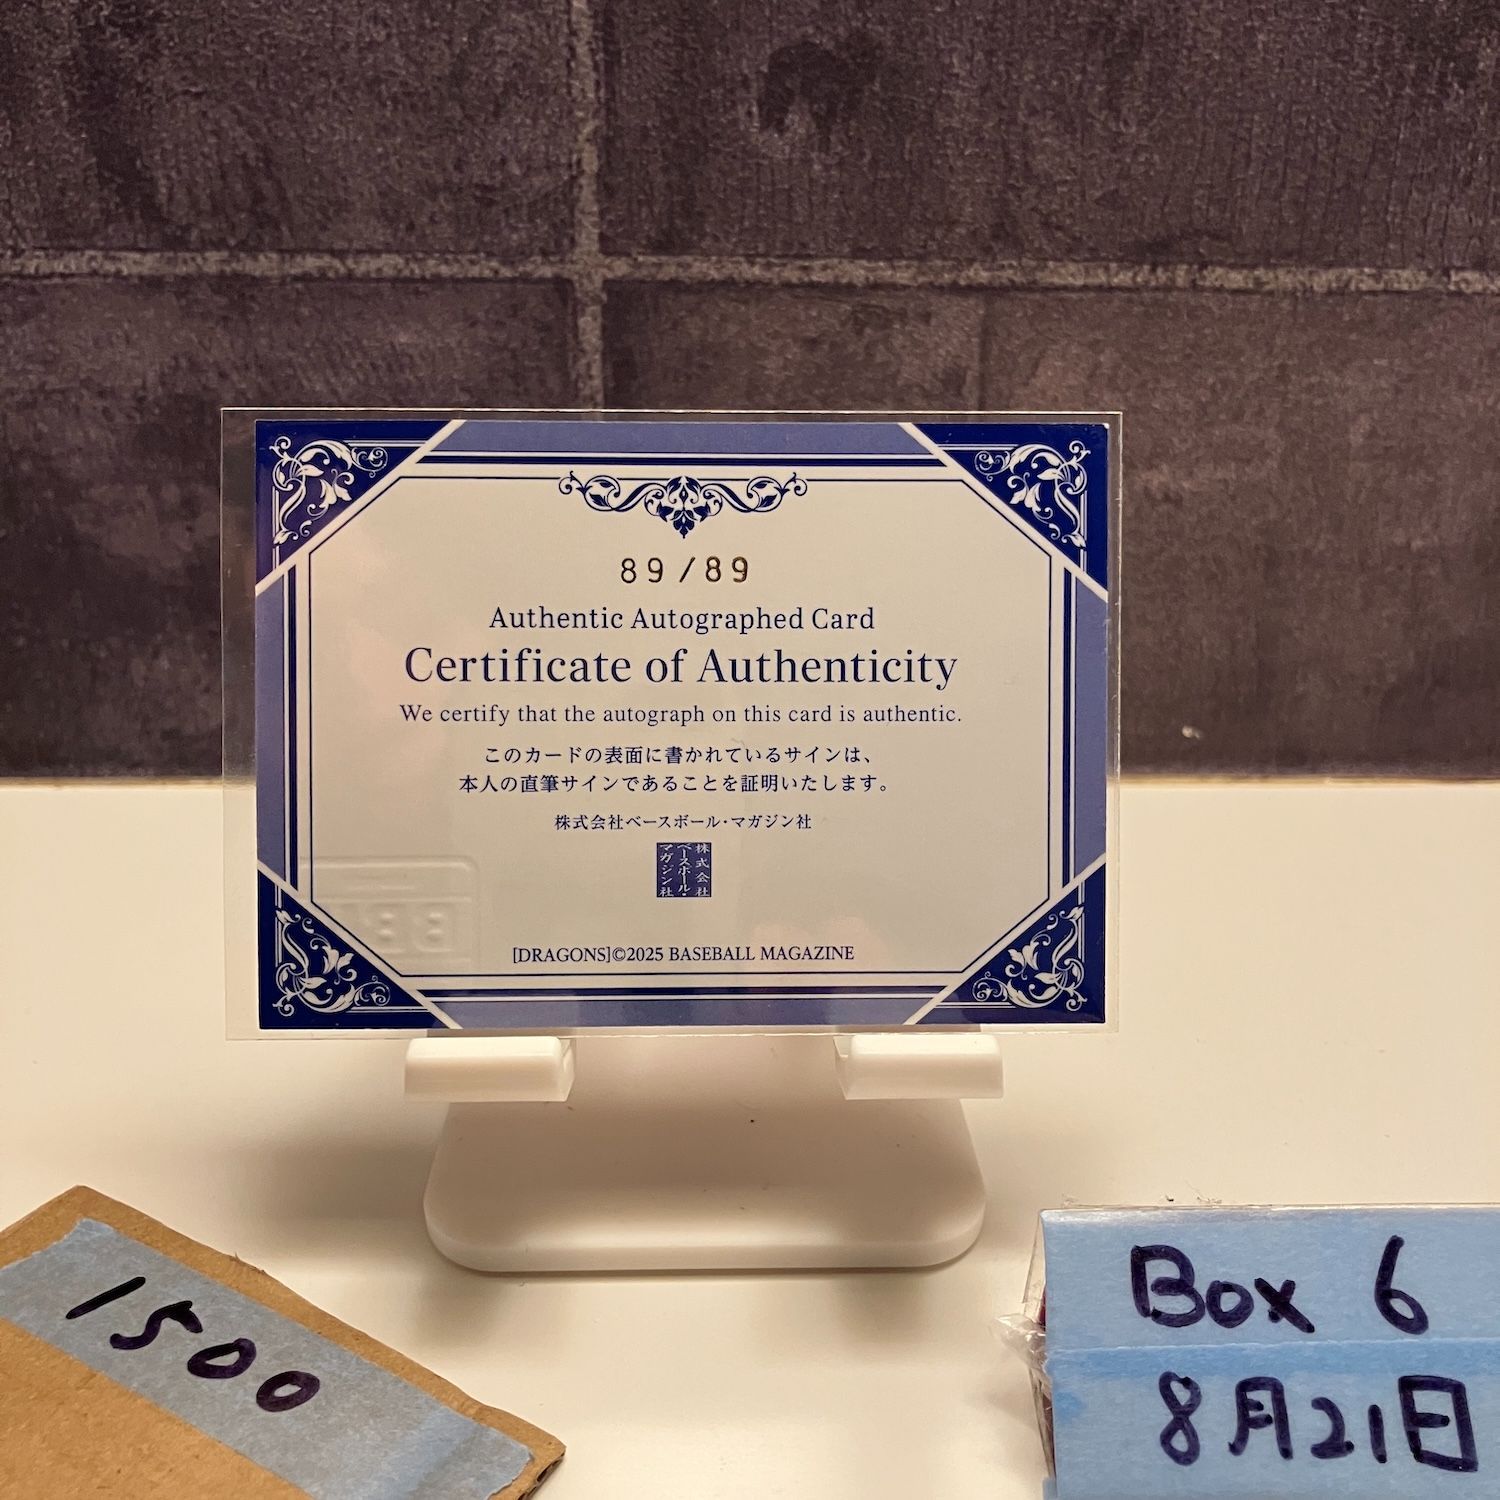 89/89
Authentic Autographed Card
Certificate of Authenticity
We certify that the autograph on this card is authentic.
このカードの表面に書かれているサインは、
本人の直筆サインであることを証明いたします。
株式会社ベースボール・マガジン社
株式会社
ベースボール・
マガジン社
[DRAGONS]©2025 BASEBALL MAGAZINE
1500
Box 6
8月21日